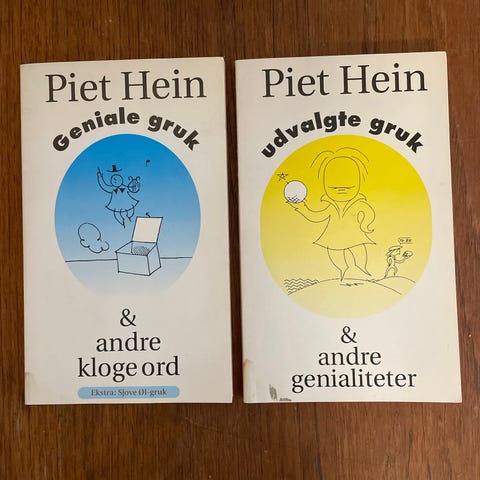 Piet Hein
Geniale gruk
&
andre
kloge ord
Ekstra: Sjove Øl-gruk
Piet Hein
udvalgte gruk
&
andre
genialiteter